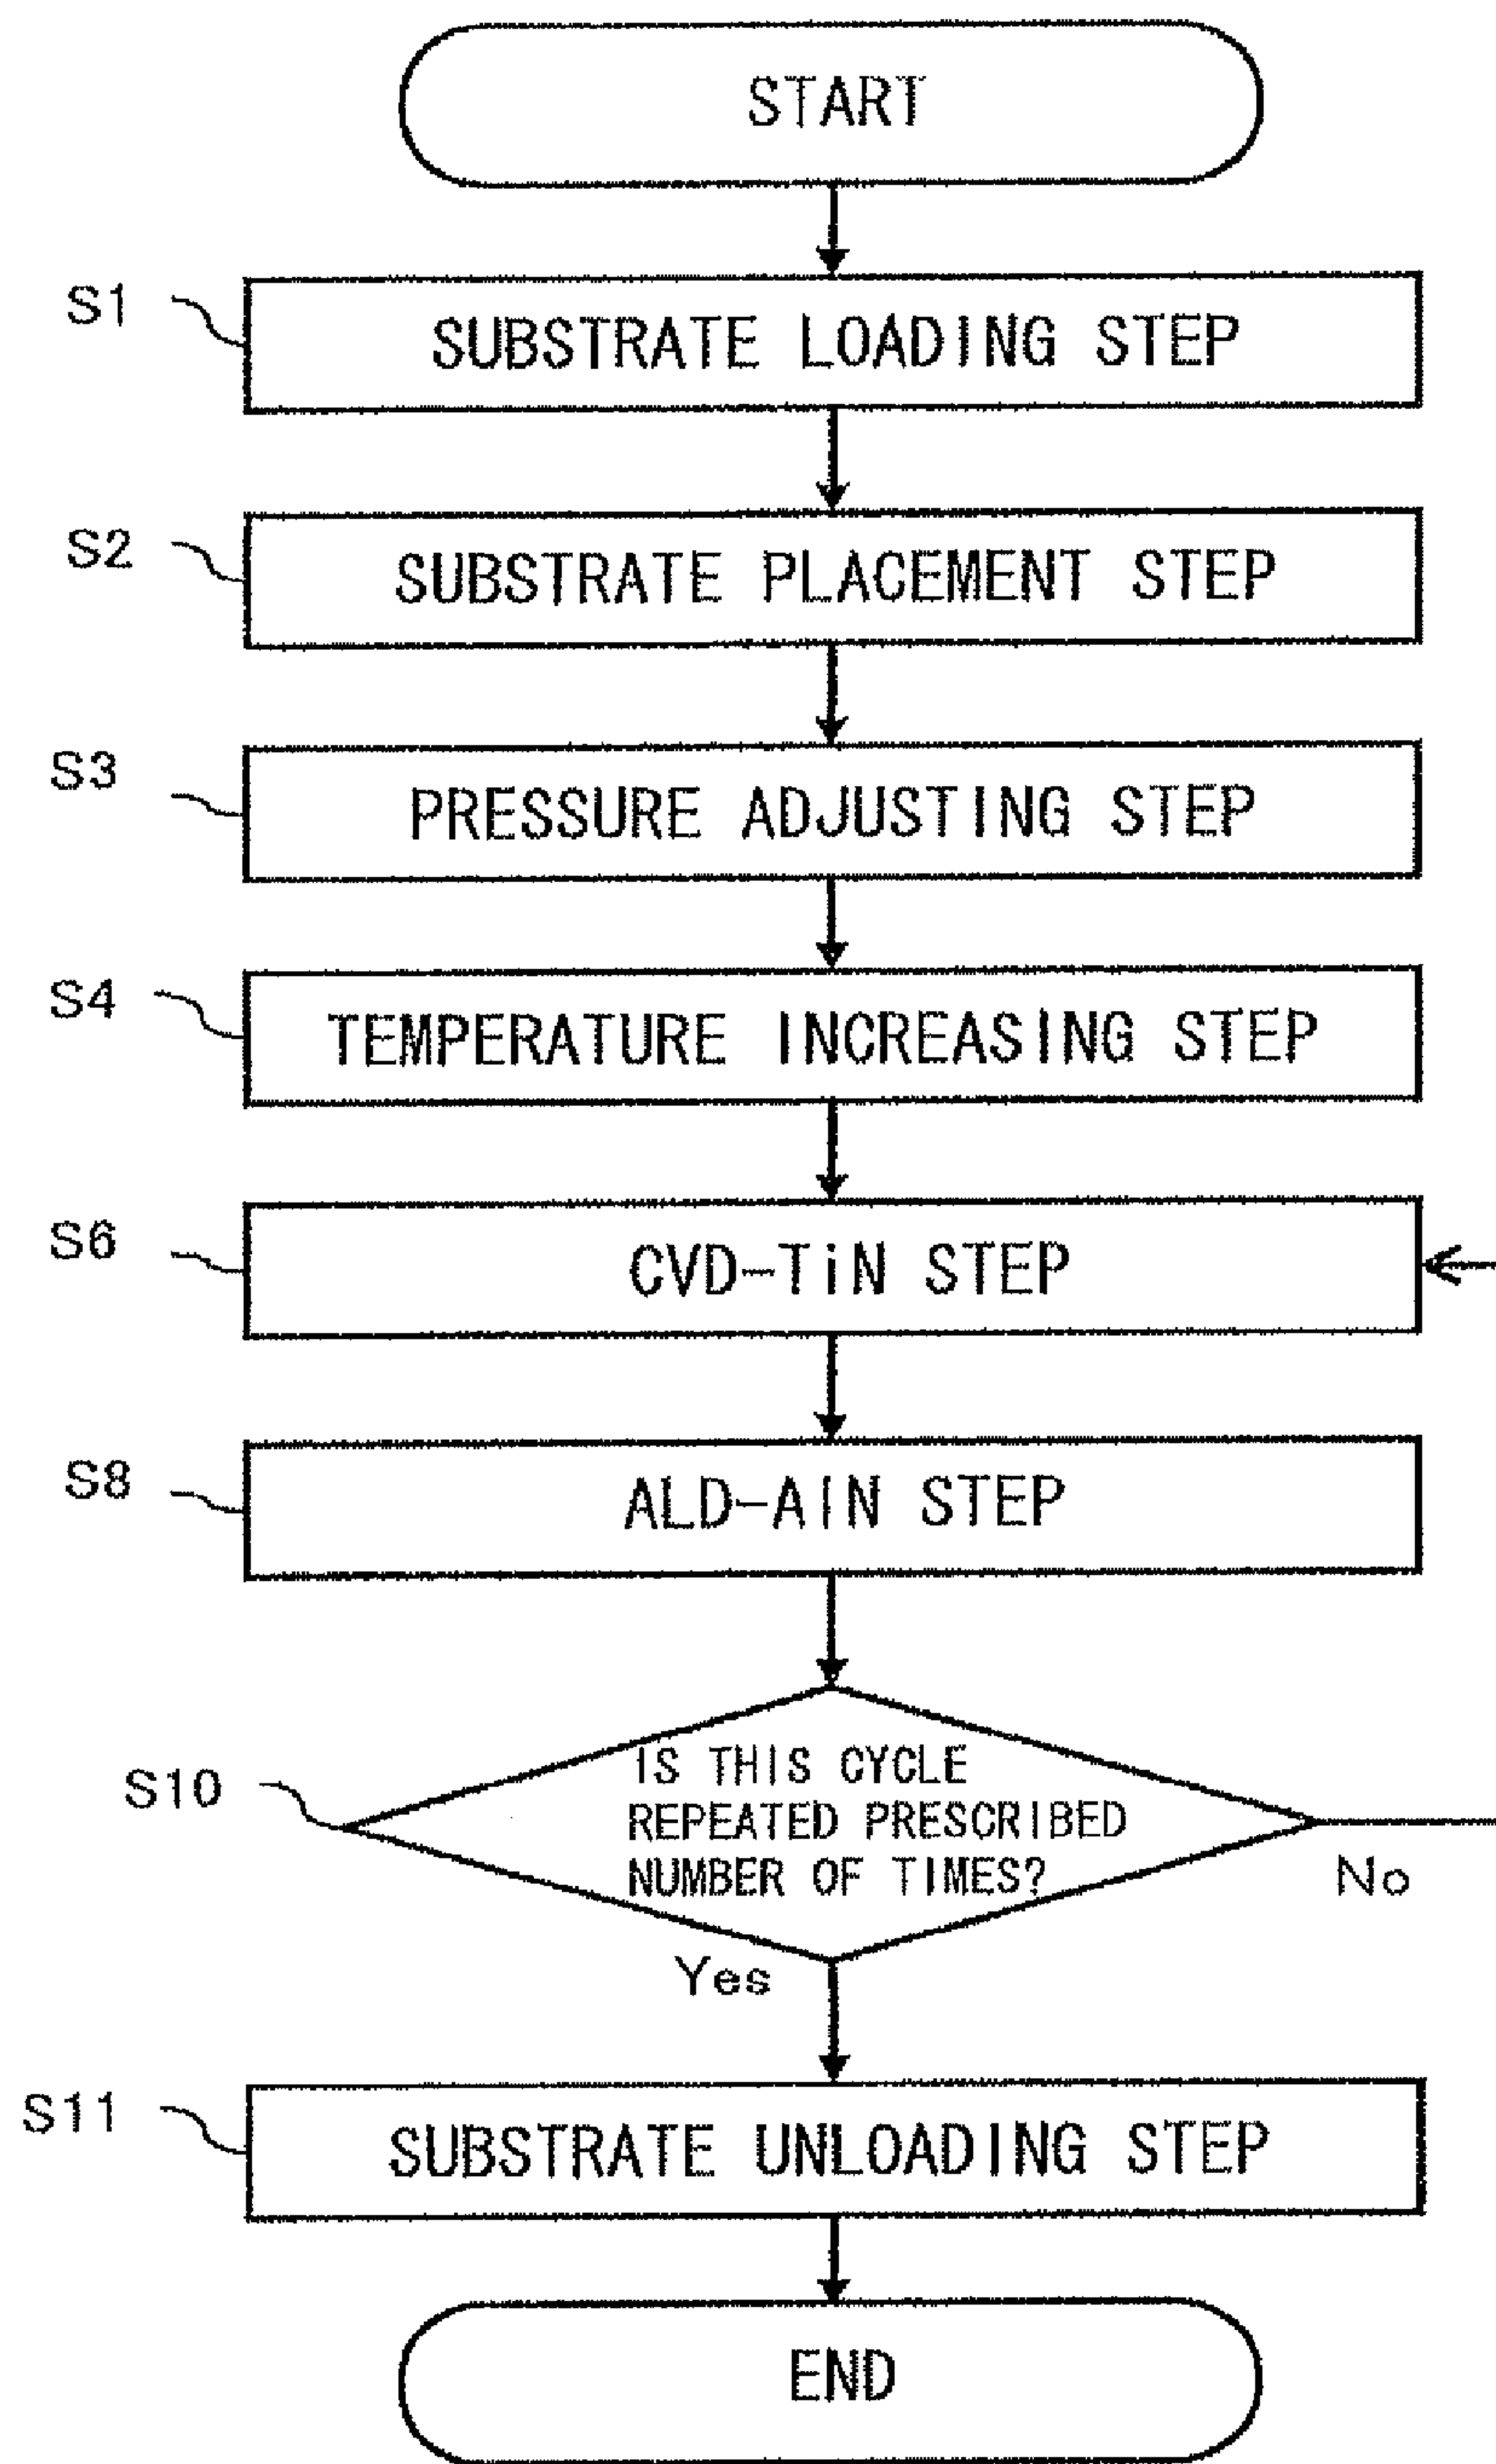 START
S1
SUBSTRATE LOADING STEP
S2
SUBSTRATE PLACEMENT STEP
S3
PRESSURE ADJUSTING STEP
S4
TEMPERATURE INCREASING STEP
S6
CVD-TiN STEP
S8
ALD-AlN STEP
S10
IS THIS CYCLE
REPEATED PRESCRIBED
NUMBER OF TIMES?
No
Yes
S11
SUBSTRATE UNLOADING STEP
END